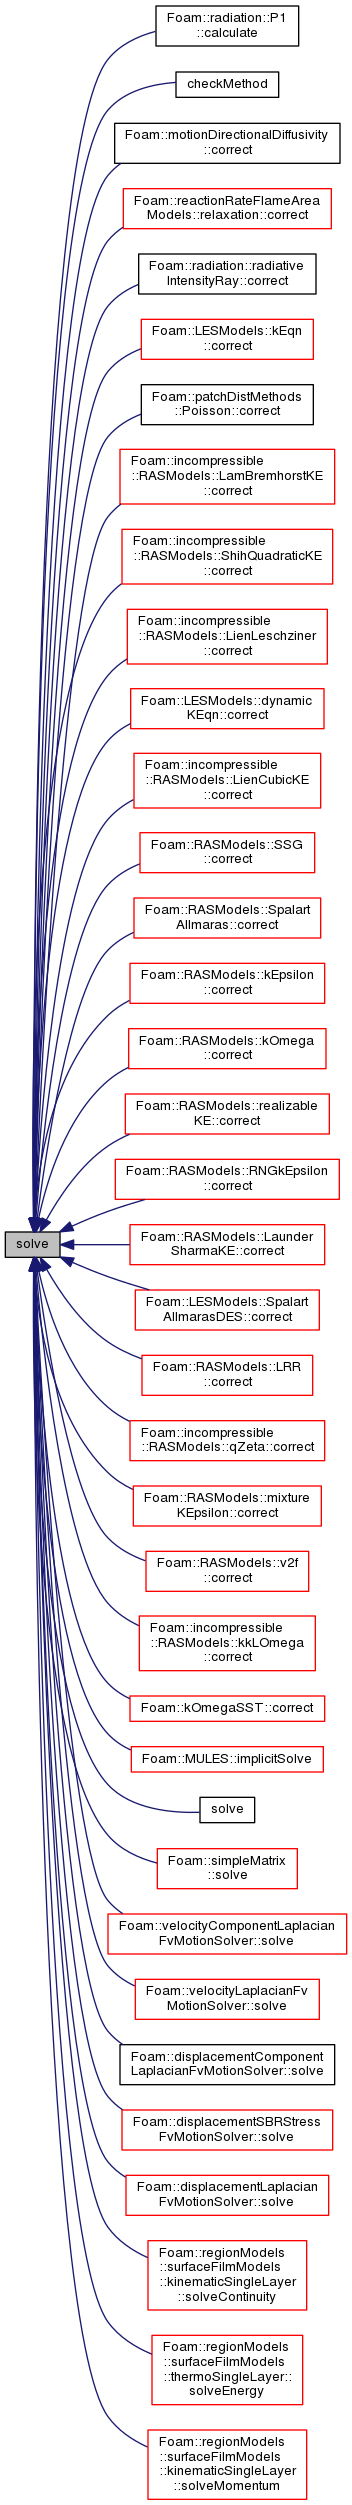 Foam::radiation::P1
::calculate
checkMethod
Foam::motionDirectionalDiffusivity
::correct
Foam::reactionRateFlameArea
Models::relaxation::correct
Foam::radiation::radiative
IntensityRay::correct
Foam::LESModels::kEqn
::correct
Foam::patchDistMethods
::Poisson::correct
Foam::incompressible
::RASModels::LamBremhorstKE
::correct
Foam::incompressible
::RASModels::ShihQuadraticKE
::correct
Foam::incompressible
::RASModels::LienLeschziner
::correct
Foam::LESModels::dynamic
KEqn::correct
Foam::incompressible
::RASModels::LienCubicKE
::correct
Foam::RASModels::SSG
::correct
Foam::RASModels::Spalart
Allmaras::correct
Foam::RASModels::kEpsilon
::correct
Foam::RASModels::kOmega
::correct
Foam::RASModels::realizable
KE::correct
Foam::RASModels::RNGkEpsilon
::correct
solve
Foam::RASModels::Launder
SharmaKE::correct
Foam::LESModels::Spalart
AllmarasDES::correct
Foam::RASModels::LRR
::correct
Foam::incompressible
::RASModels::qZeta::correct
Foam::RASModels::mixture
KEpsilon::correct
Foam::RASModels::v2f
::correct
Foam::incompressible
::RASModels::kkLOmega
::correct
Foam::kOmegaSST::correct
Foam::MULES::implicitSolve
solve
Foam::simpleMatrix
::solve
Foam::velocityComponentLaplacian
FvMotionSolver::solve
Foam::velocityLaplacianFv
MotionSolver::solve
Foam::displacementComponent
LaplacianFvMotionSolver::solve
Foam::displacementSBRStress
FvMotionSolver::solve
Foam::displacementLaplacian
FvMotionSolver::solve
Foam::regionModels
::surfaceFilmModels
::kinematicSingleLayer
::solveContinuity
Foam::regionModels
::surfaceFilmModels
::thermoSingleLayer::
solveEnergy
Foam::regionModels
::surfaceFilmModels
::kinematicSingleLayer
::solveMomentum